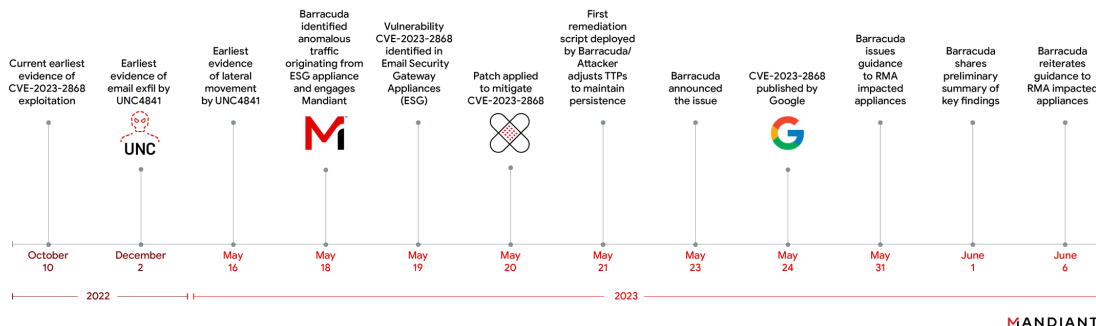 Current earliest
evidence of
CVE-2023-2868
exploitation
Earliest
evidence of
email exfil by
UNC4841
UNC
Earliest
evidence
of lateral
movement
by UNC4841
Barracuda
identified
anomalous
traffic
originating from
ESG appliance
and engages
Mandiant
Vulnerability
CVE-2023-2868
identified in
Email Security
Gateway
Appliances
(ESG)
Patch applied
to mitigate
CVE-2023-2868
First
remediation
script deployed
by Barracuda/
Attacker
adjusts TTPs
to maintain
persistence
Barracuda
announced
the issue
CVE-2023-2868
published by
Google
Barracuda
issues
guidance
to RMA
impacted
appliances
Barracuda
shares
preliminary
summary of
key findings
Barracuda
reiterates
guidance to
RMA impacted
appliances
October
10
December
2
May
16
May
18
May
19
May
20
May
21
May
23
May
24
May
31
June
1
June
6
2022
2023
MANDIANT